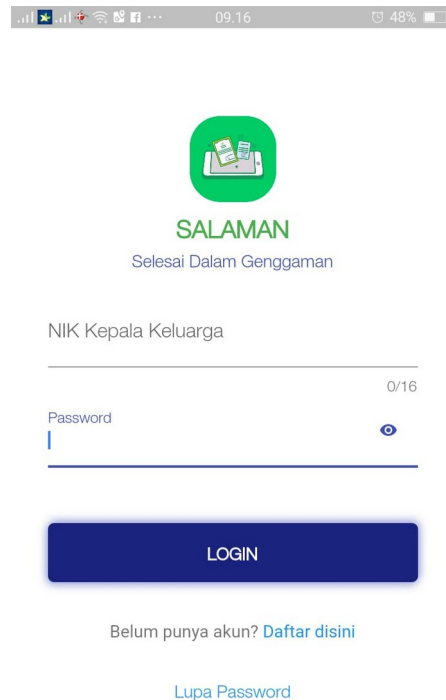 09.16
48%
SALAMAN
Selesai Dalam Genggaman
NIK Kepala Keluarga
0/16
Password
LOGIN
Belum punya akun? Daftar disini
Lupa Password